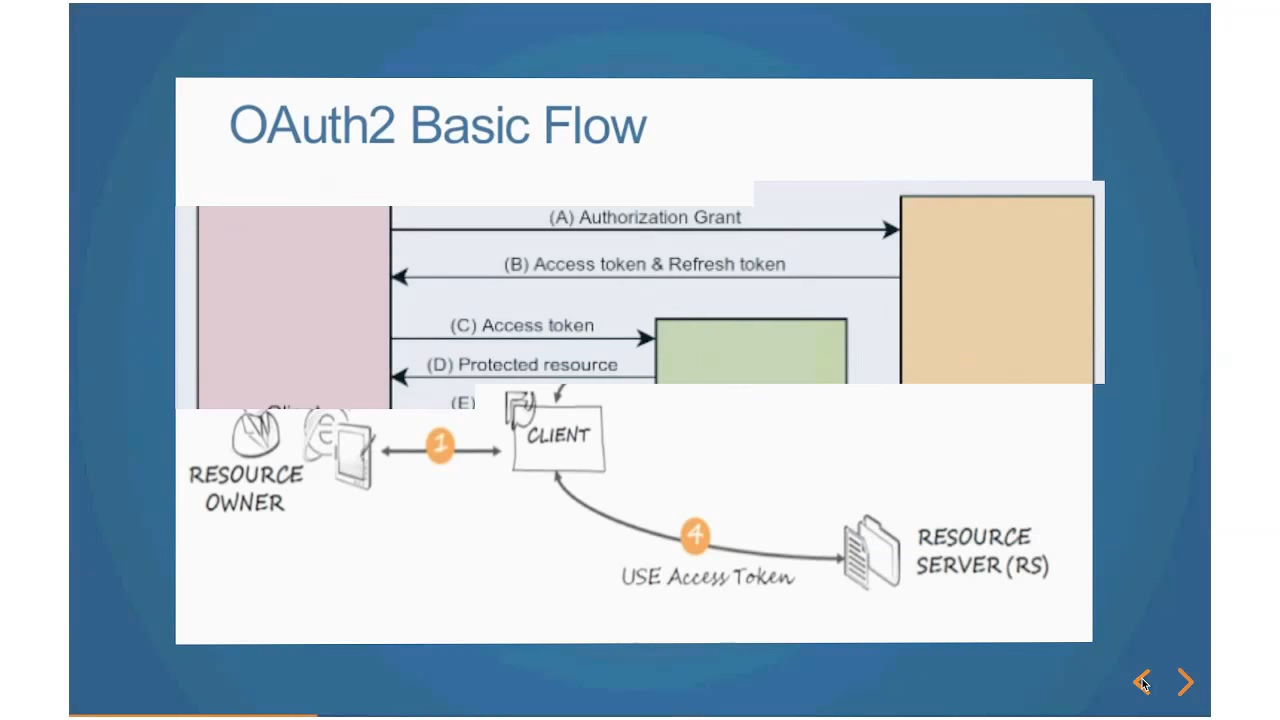 OAuth2 Basic Flow
(A) Authorization Grant
(B) Access token & Refresh token
(C) Access token
(D) Protected resource
(E)
Client
1
CLIENT
RESOURCE
OWNER
4
USE Access Token
RESOURCE
SERVER (RS)